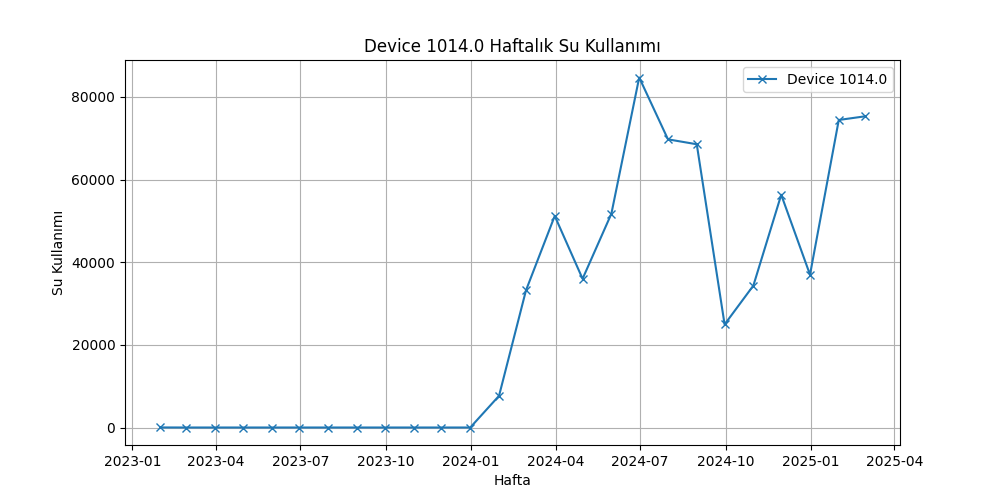 Device 1014.0 Haftalık Su Kullanımı
Device 1014.0
80000
60000
40000
20000
0
Su Kullanımı
2023-01 2023-04 2023-07 2023-10 2024-01 2024-04 2024-07 2024-10 2025-01 2025-04
Hafta